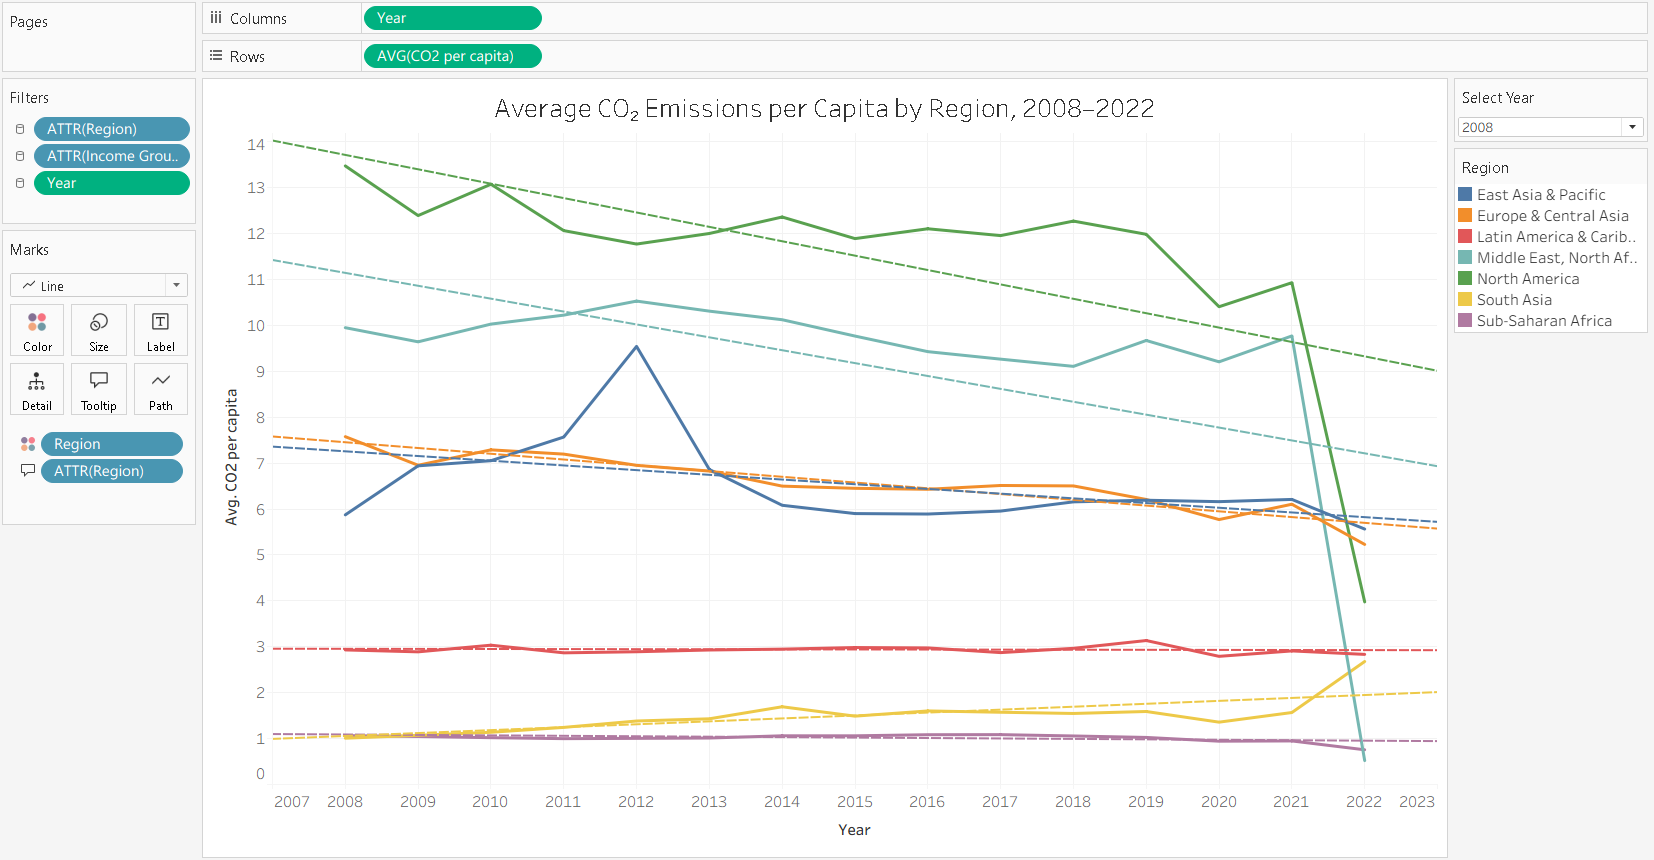 Pages
Columns
Year
Rows
AVG(CO2 per capita)
Filters
ATTR(Region)
ATTR(Income Grou..
Year
Marks
Line
Color
Size
Label
Detail
Tooltip
Path
Region
ATTR(Region)
Average CO₂ Emissions per Capita by Region, 2008–2022
14
13
12
11
10
9
8
7
6
5
4
3
2
1
0
Avg. CO2 per capita
2007 2008 2009 2010 2011 2012 2013 2014 2015 2016 2017 2018 2019 2020 2021 2022 2023
Year
Select Year
2008
Region
East Asia & Pacific
Europe & Central Asia
Latin America & Carib..
Middle East, North Af..
North America
South Asia
Sub-Saharan Africa